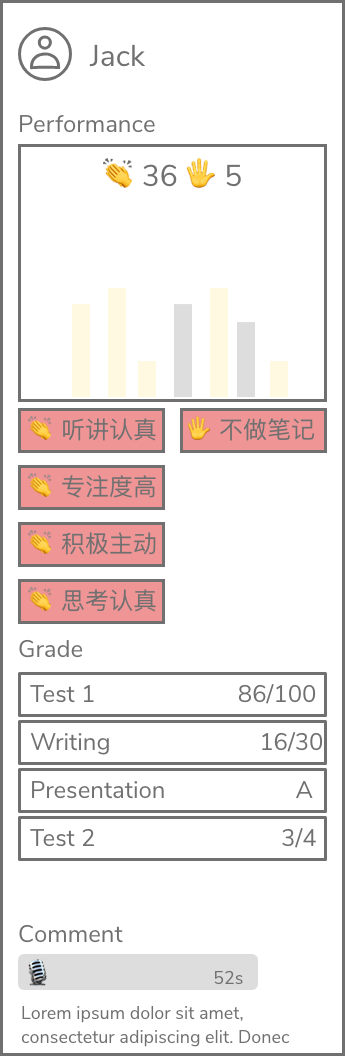 Jack
Performance
👏 36 🖐 5
👏 听讲认真
🖐 不做笔记
👏 专注度高
👏 积极主动
👏 思考认真
Grade
Test 1 86/100
Writing 16/30
Presentation A
Test 2 3/4
Comment
52s
Lorem ipsum dolor sit amet,
consectetur adipiscing elit. Donec